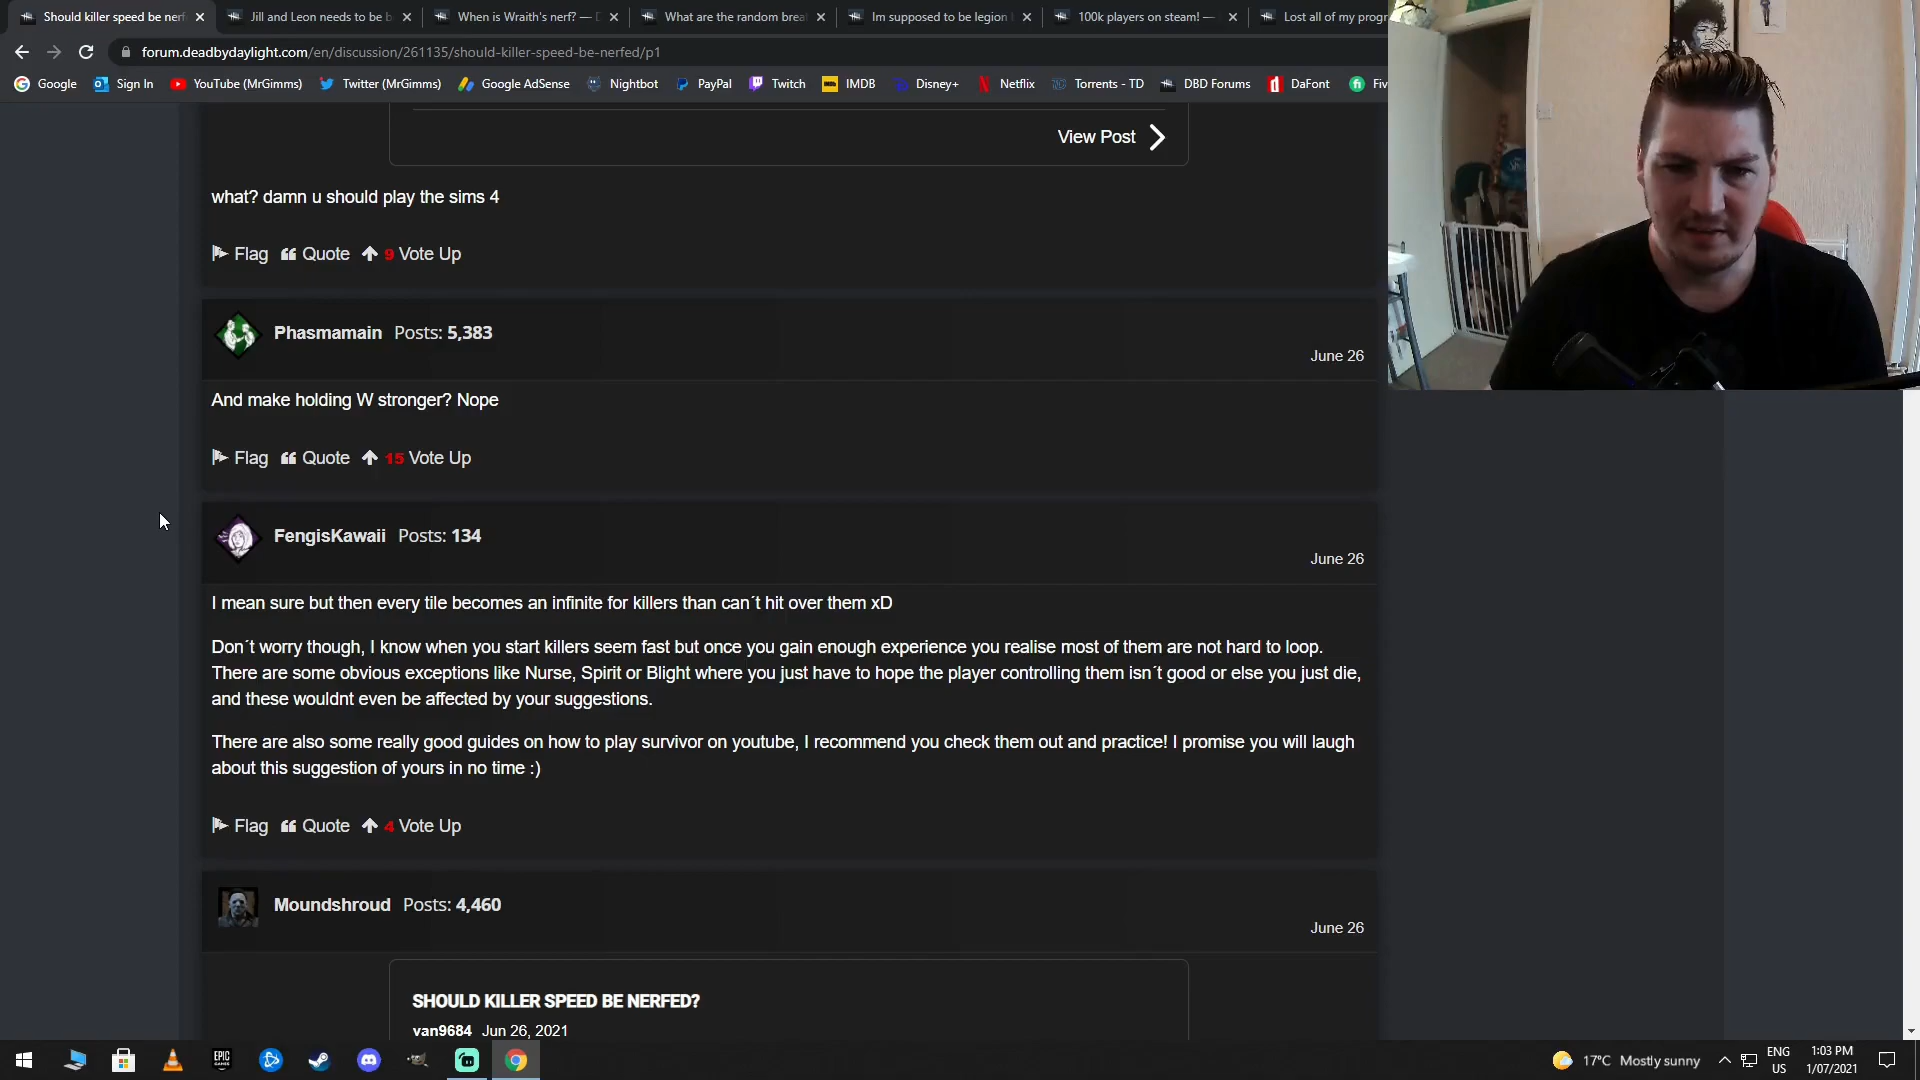 Should killer speed be nerf
Jill and Leon needs to be b
When is Wraith's nerf? — D
What are the random brea
Im supposed to be legion
100k players on steam! —
Lost all of my progr
forum.deadbydaylight.com/en/discussion/261135/should-killer-speed-be-nerfed/p1
Google
Sign In
YouTube (MrGimms)
Twitter (MrGimms)
Google AdSense
Nightbot
PayPal
Twitch
IMDB
Disney+
Netflix
Torrents - TD
DBD Forums
DaFont
Fiv
View Post
what? damn u should play the sims 4
Flag Quote 9 Vote Up
Phasmamain Posts: 5,383
June 26
And make holding W stronger? Nope
Flag Quote 15 Vote Up
FengisKawaii Posts: 134
June 26
I mean sure but then every tile becomes an infinite for killers than can´t hit over them xD
Don´t worry though, I know when you start killers seem fast but once you gain enough experience you realise most of them are not hard to loop.
There are some obvious exceptions like Nurse, Spirit or Blight where you just have to hope the player controlling them isn´t good or else you just die,
and these wouldnt even be affected by your suggestions.
There are also some really good guides on how to play survivor on youtube, I recommend you check them out and practice! I promise you will laugh
about this suggestion of yours in no time :)
Flag Quote 4 Vote Up
Moundshroud Posts: 4,460
June 26
SHOULD KILLER SPEED BE NERFED?
van9684 Jun 26, 2021
EPIC
GAMES
17°C Mostly sunny
ENG
US
1:03 PM
1/07/2021